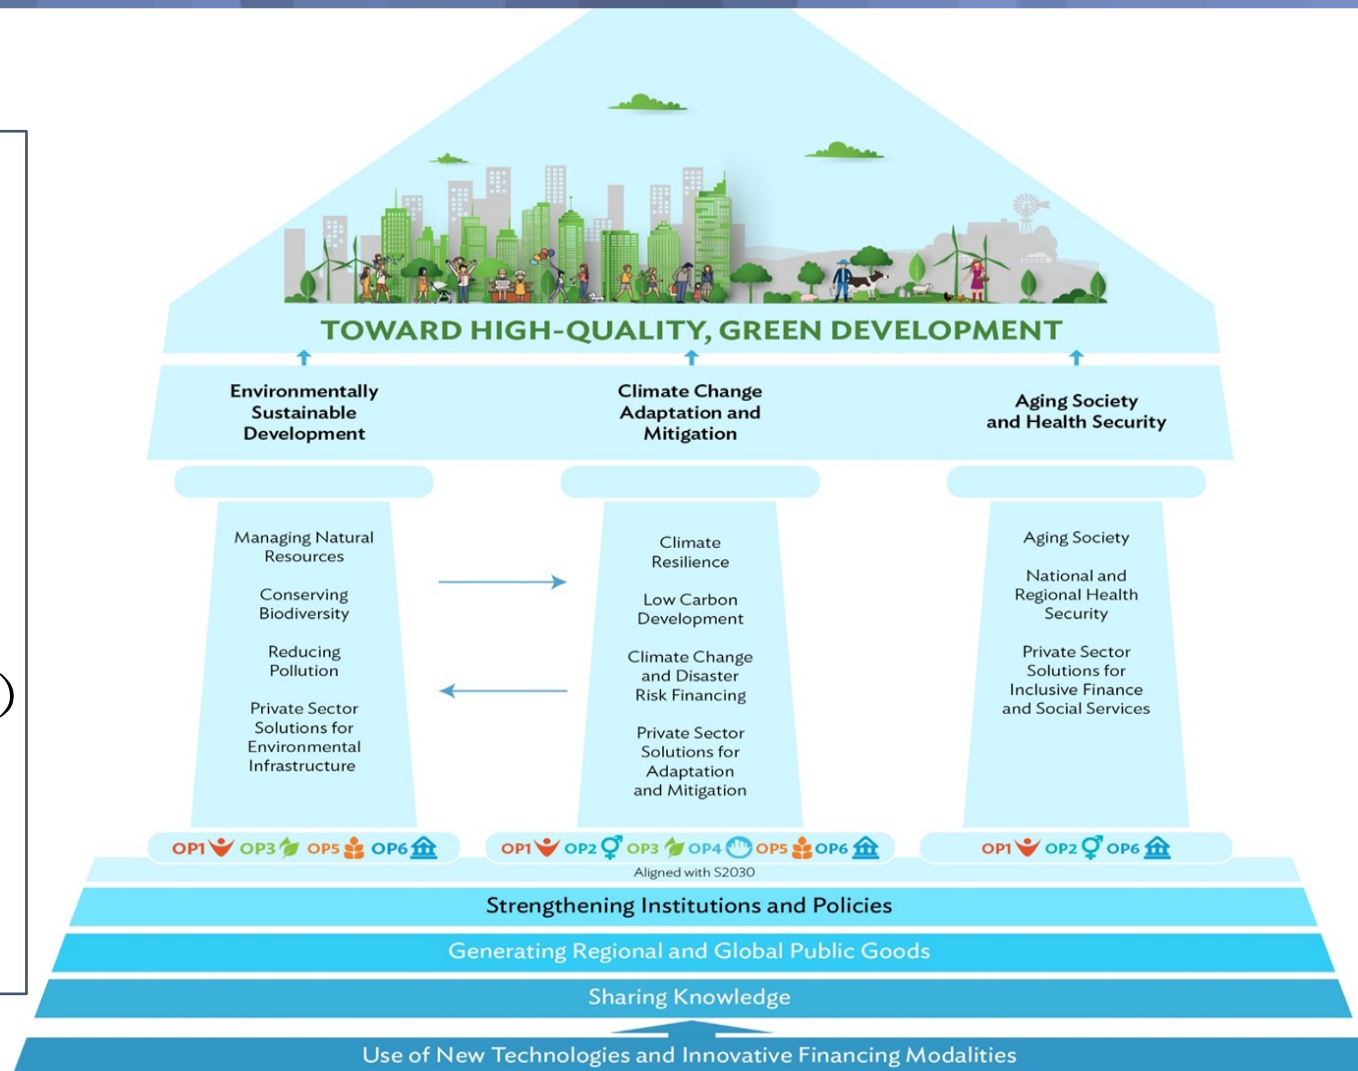 TOWARD HIGH-QUALITY, GREEN DEVELOPMENT
Environmentally
Sustainable
Development
Climate Change
Adaptation and
Mitigation
Aging Society
and Health Security
Managing Natural
Resources
Conserving
Biodiversity
Reducing
Pollution
Private Sector
Solutions for
Environmental
Infrastructure
Climate
Resilience
Low Carbon
Development
Climate Change
and Disaster
Risk Financing
Private Sector
Solutions for
Adaptation
and Mitigation
Aging Society
National and
Regional Health
Security
Private Sector
Solutions for
Inclusive Finance
and Social Services
)
OP1 OP3 OP5 OP6
OP1 OP2 OP3 OP4 OP5 OP6
OP1 OP2 OP6
Aligned with S2030
Strengthening Institutions and Policies
Generating Regional and Global Public Goods
Sharing Knowledge
Use of New Technologies and Innovative Financing Modalities